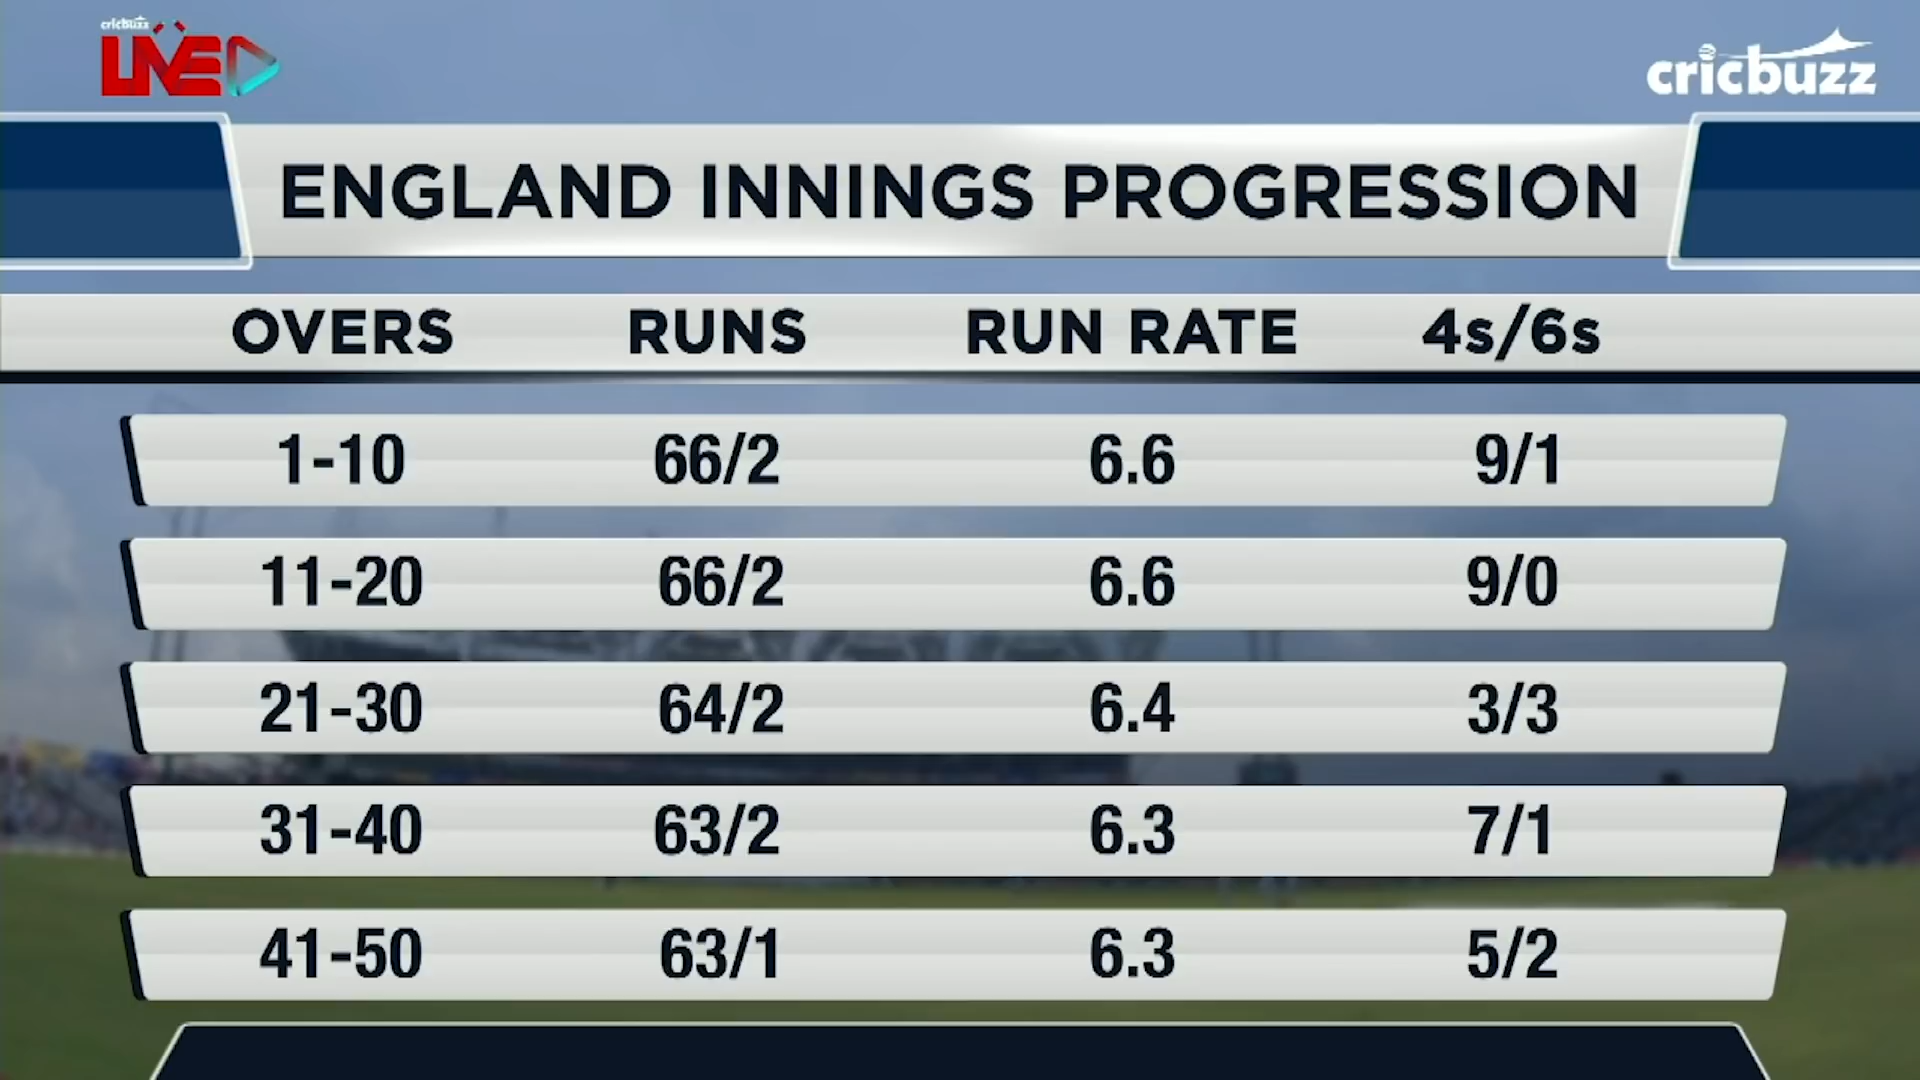 cricbuzz
LIVE
cricbuzz
ENGLAND INNINGS PROGRESSION
OVERS RUNS RUN RATE 4s/6s
1-10 66/2 6.6 9/1
11-20 66/2 6.6 9/0
21-30 64/2 6.4 3/3
31-40 63/2 6.3 7/1
41-50 63/1 6.3 5/2